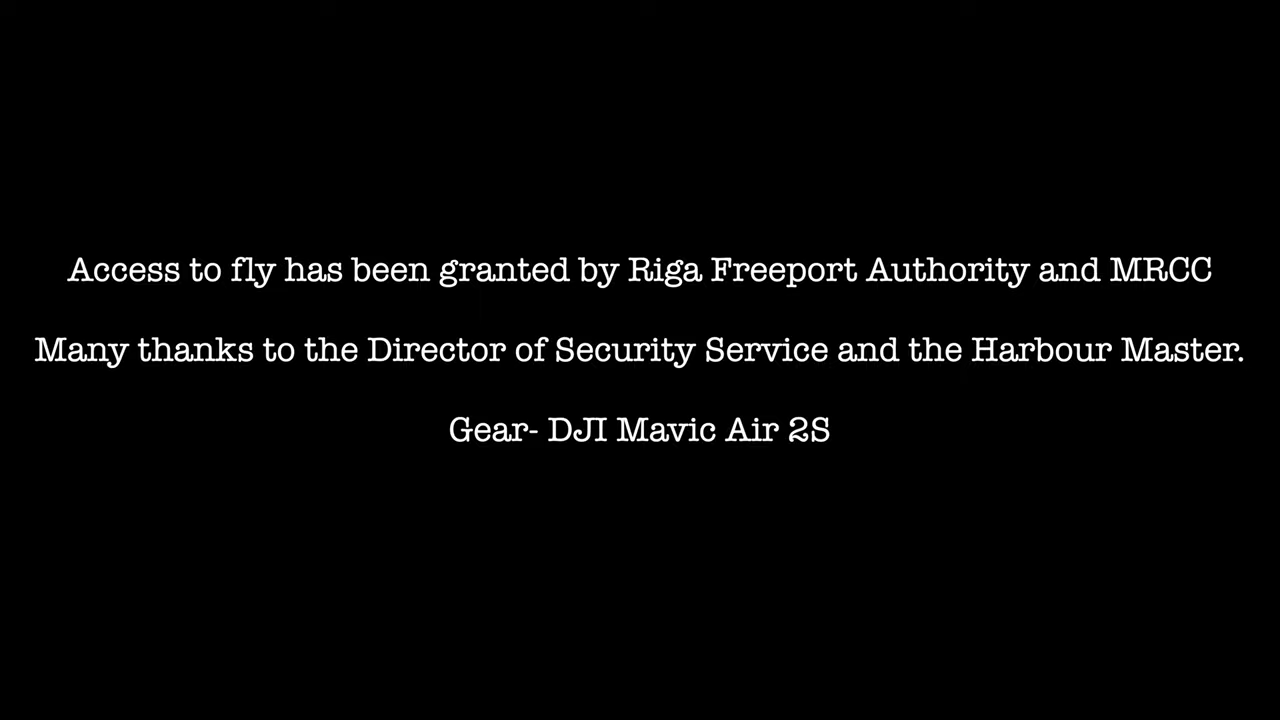 Access to fly has been granted by Riga Freeport Authority and MRCC
Many thanks to the Director of Security Service and the Harbour Master.
Gear- DJI Mavic Air 2S